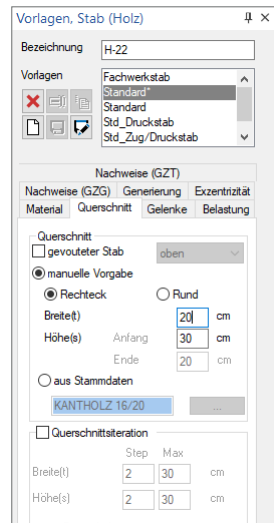 Vorlagen, Stab (Holz)
Bezeichnung H-22
Vorlagen
Fachwerkstab
Standard*
Standard
Std_Druckstab
Std_Zug/Druckstab
Nachweise (GZT)
Nachweise (GZG) Generierung Exzentrizität
Material Querschnitt Gelenke Belastung
Querschnitt
gevouteter Stab oben
manuelle Vorgabe
Rechteck Rund
Breite(t) 20 cm
Höhe(s) Anfang 30 cm
Ende 20 cm
aus Stammdaten
KANTHOLZ 16/20 ...
Querschnittsiteration
Step Max
Breite(t) 2 30 cm
Höhe(s) 2 30 cm